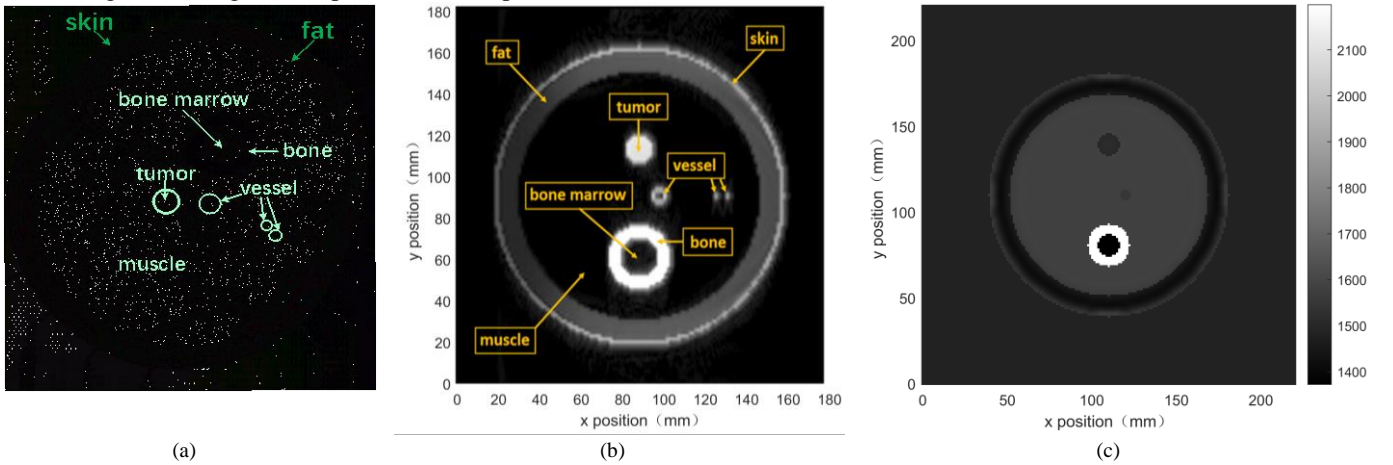 skin
fat
bone marrow
bone
tumor
vessel
muscle
(a)
180
160
140
120
100
80
60
40
20
0
y position (mm)
fat
skin
tumor
vessel
bone marrow
bone
muscle
0 20 40 60 80 100 120 140 160 180
x position (mm)
(b)
200
150
100
50
0
y position (mm)
0 50 100 150 200
x position (mm)
2100
2000
1900
1800
1700
1600
1500
1400
(c)